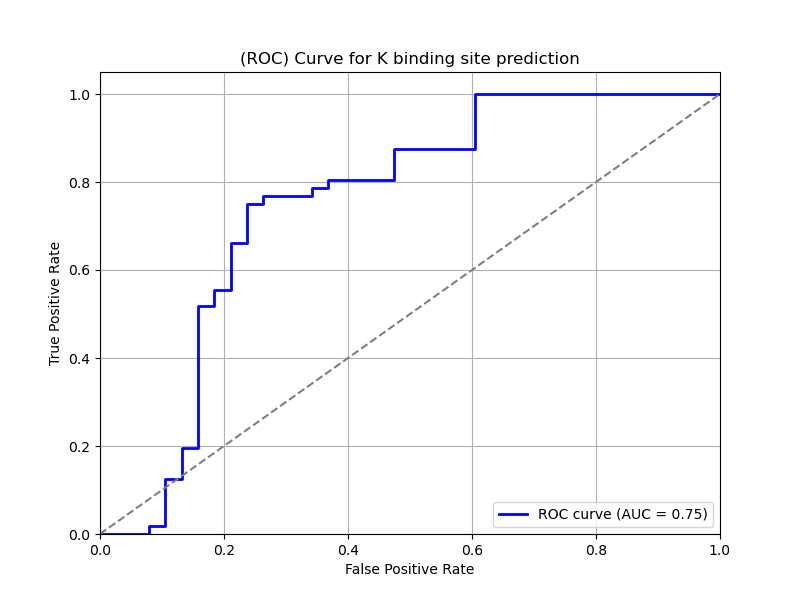 (ROC) Curve for K binding site prediction
1.0
0.8
0.6
0.4
0.2
0.0
True Positive Rate
0.0 0.2 0.4 0.6 0.8 1.0
False Positive Rate
ROC curve (AUC = 0.75)